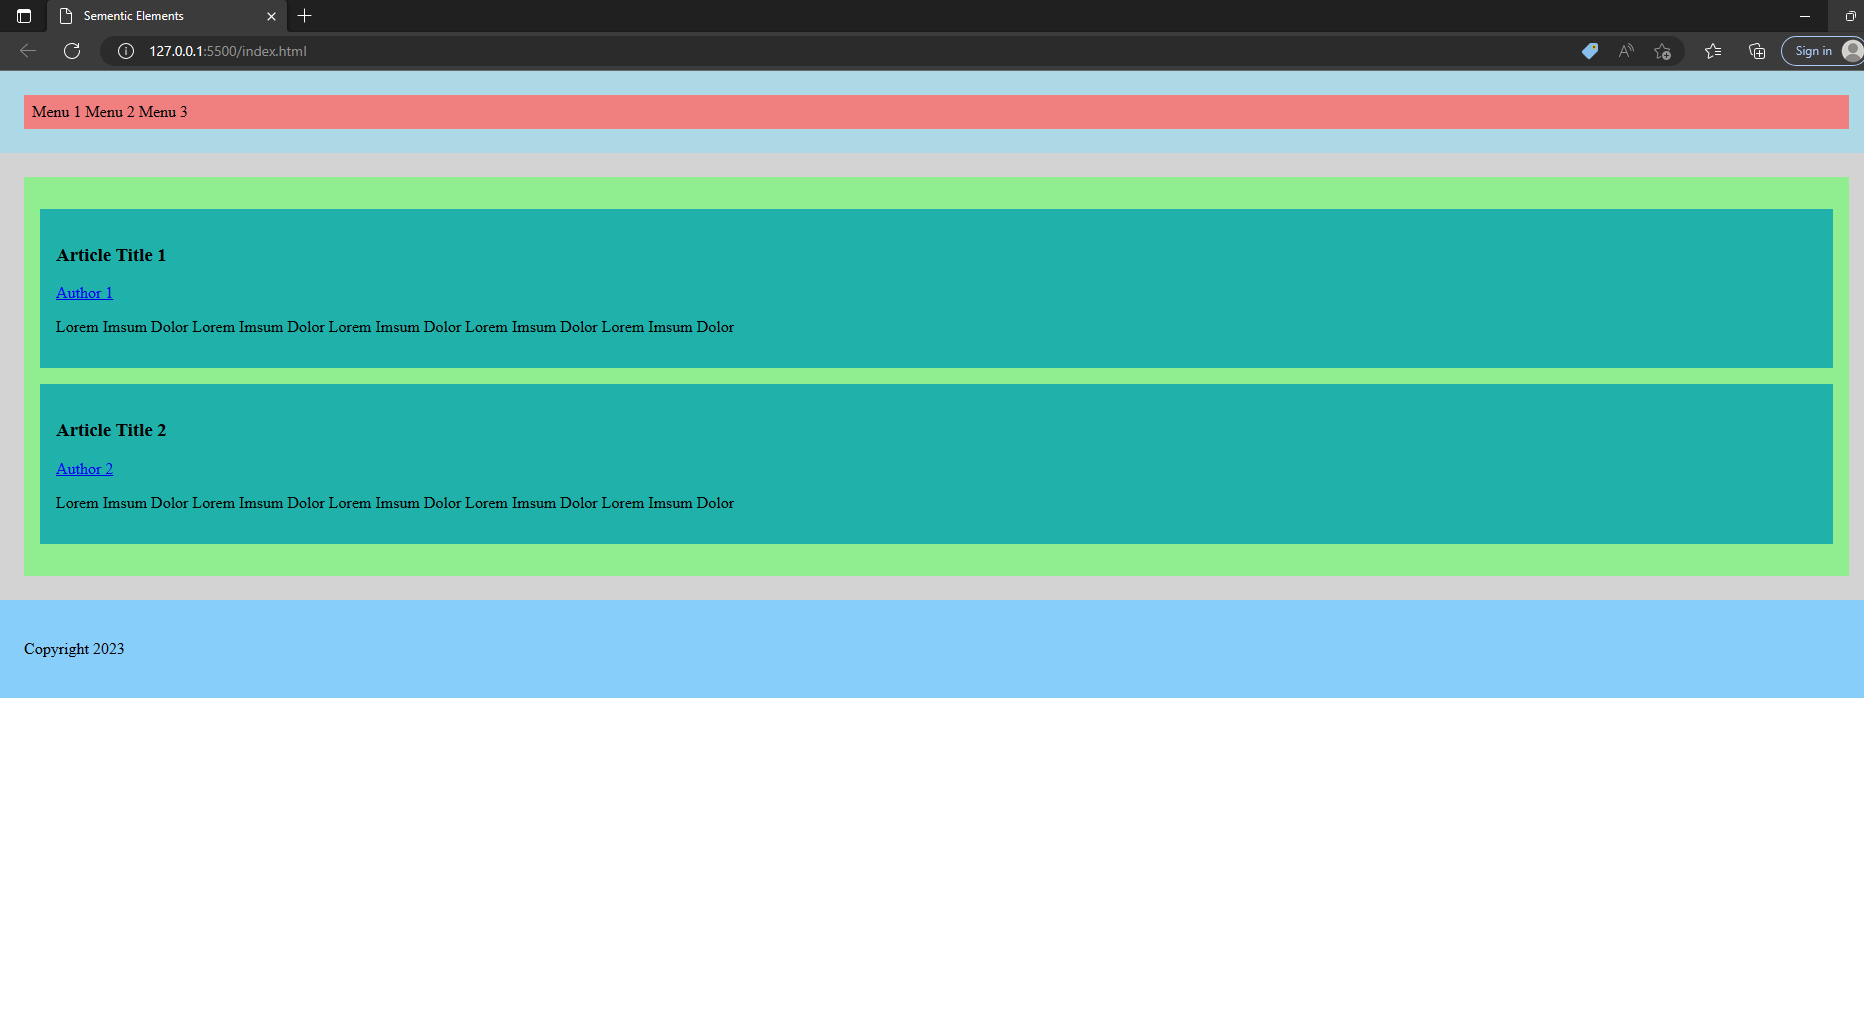 Sementic Elements
127.0.0.1:5500/index.html
Sign in
Menu 1 Menu 2 Menu 3
Article Title 1
Author 1
Lorem Imsum Dolor Lorem Imsum Dolor Lorem Imsum Dolor Lorem Imsum Dolor Lorem Imsum Dolor
Article Title 2
Author 2
Lorem Imsum Dolor Lorem Imsum Dolor Lorem Imsum Dolor Lorem Imsum Dolor Lorem Imsum Dolor
Copyright 2023